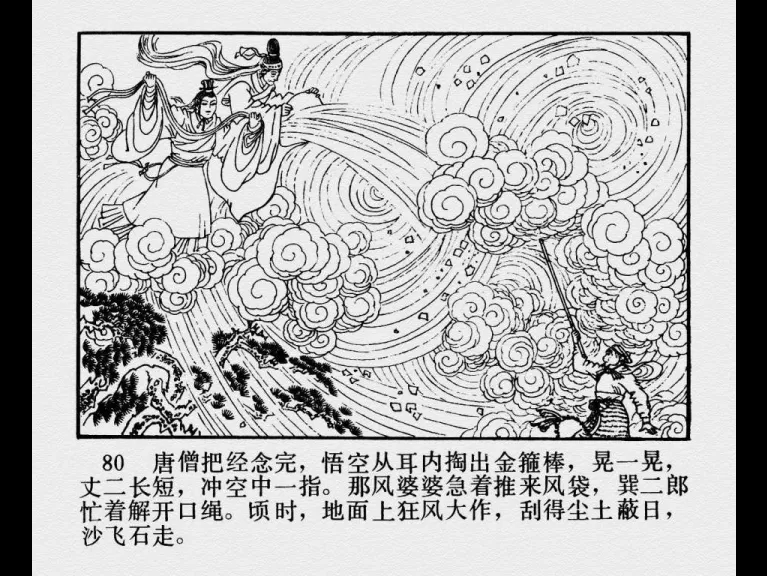 80 唐僧把经念完，悟空从耳内掏出金箍棒，晃一晃，
丈二长短，冲空中一指。那风婆婆急着推来风袋，巽二郎
忙着解开口绳。顷时，地面上狂风大作，刮得尘土蔽日，
沙飞石走。